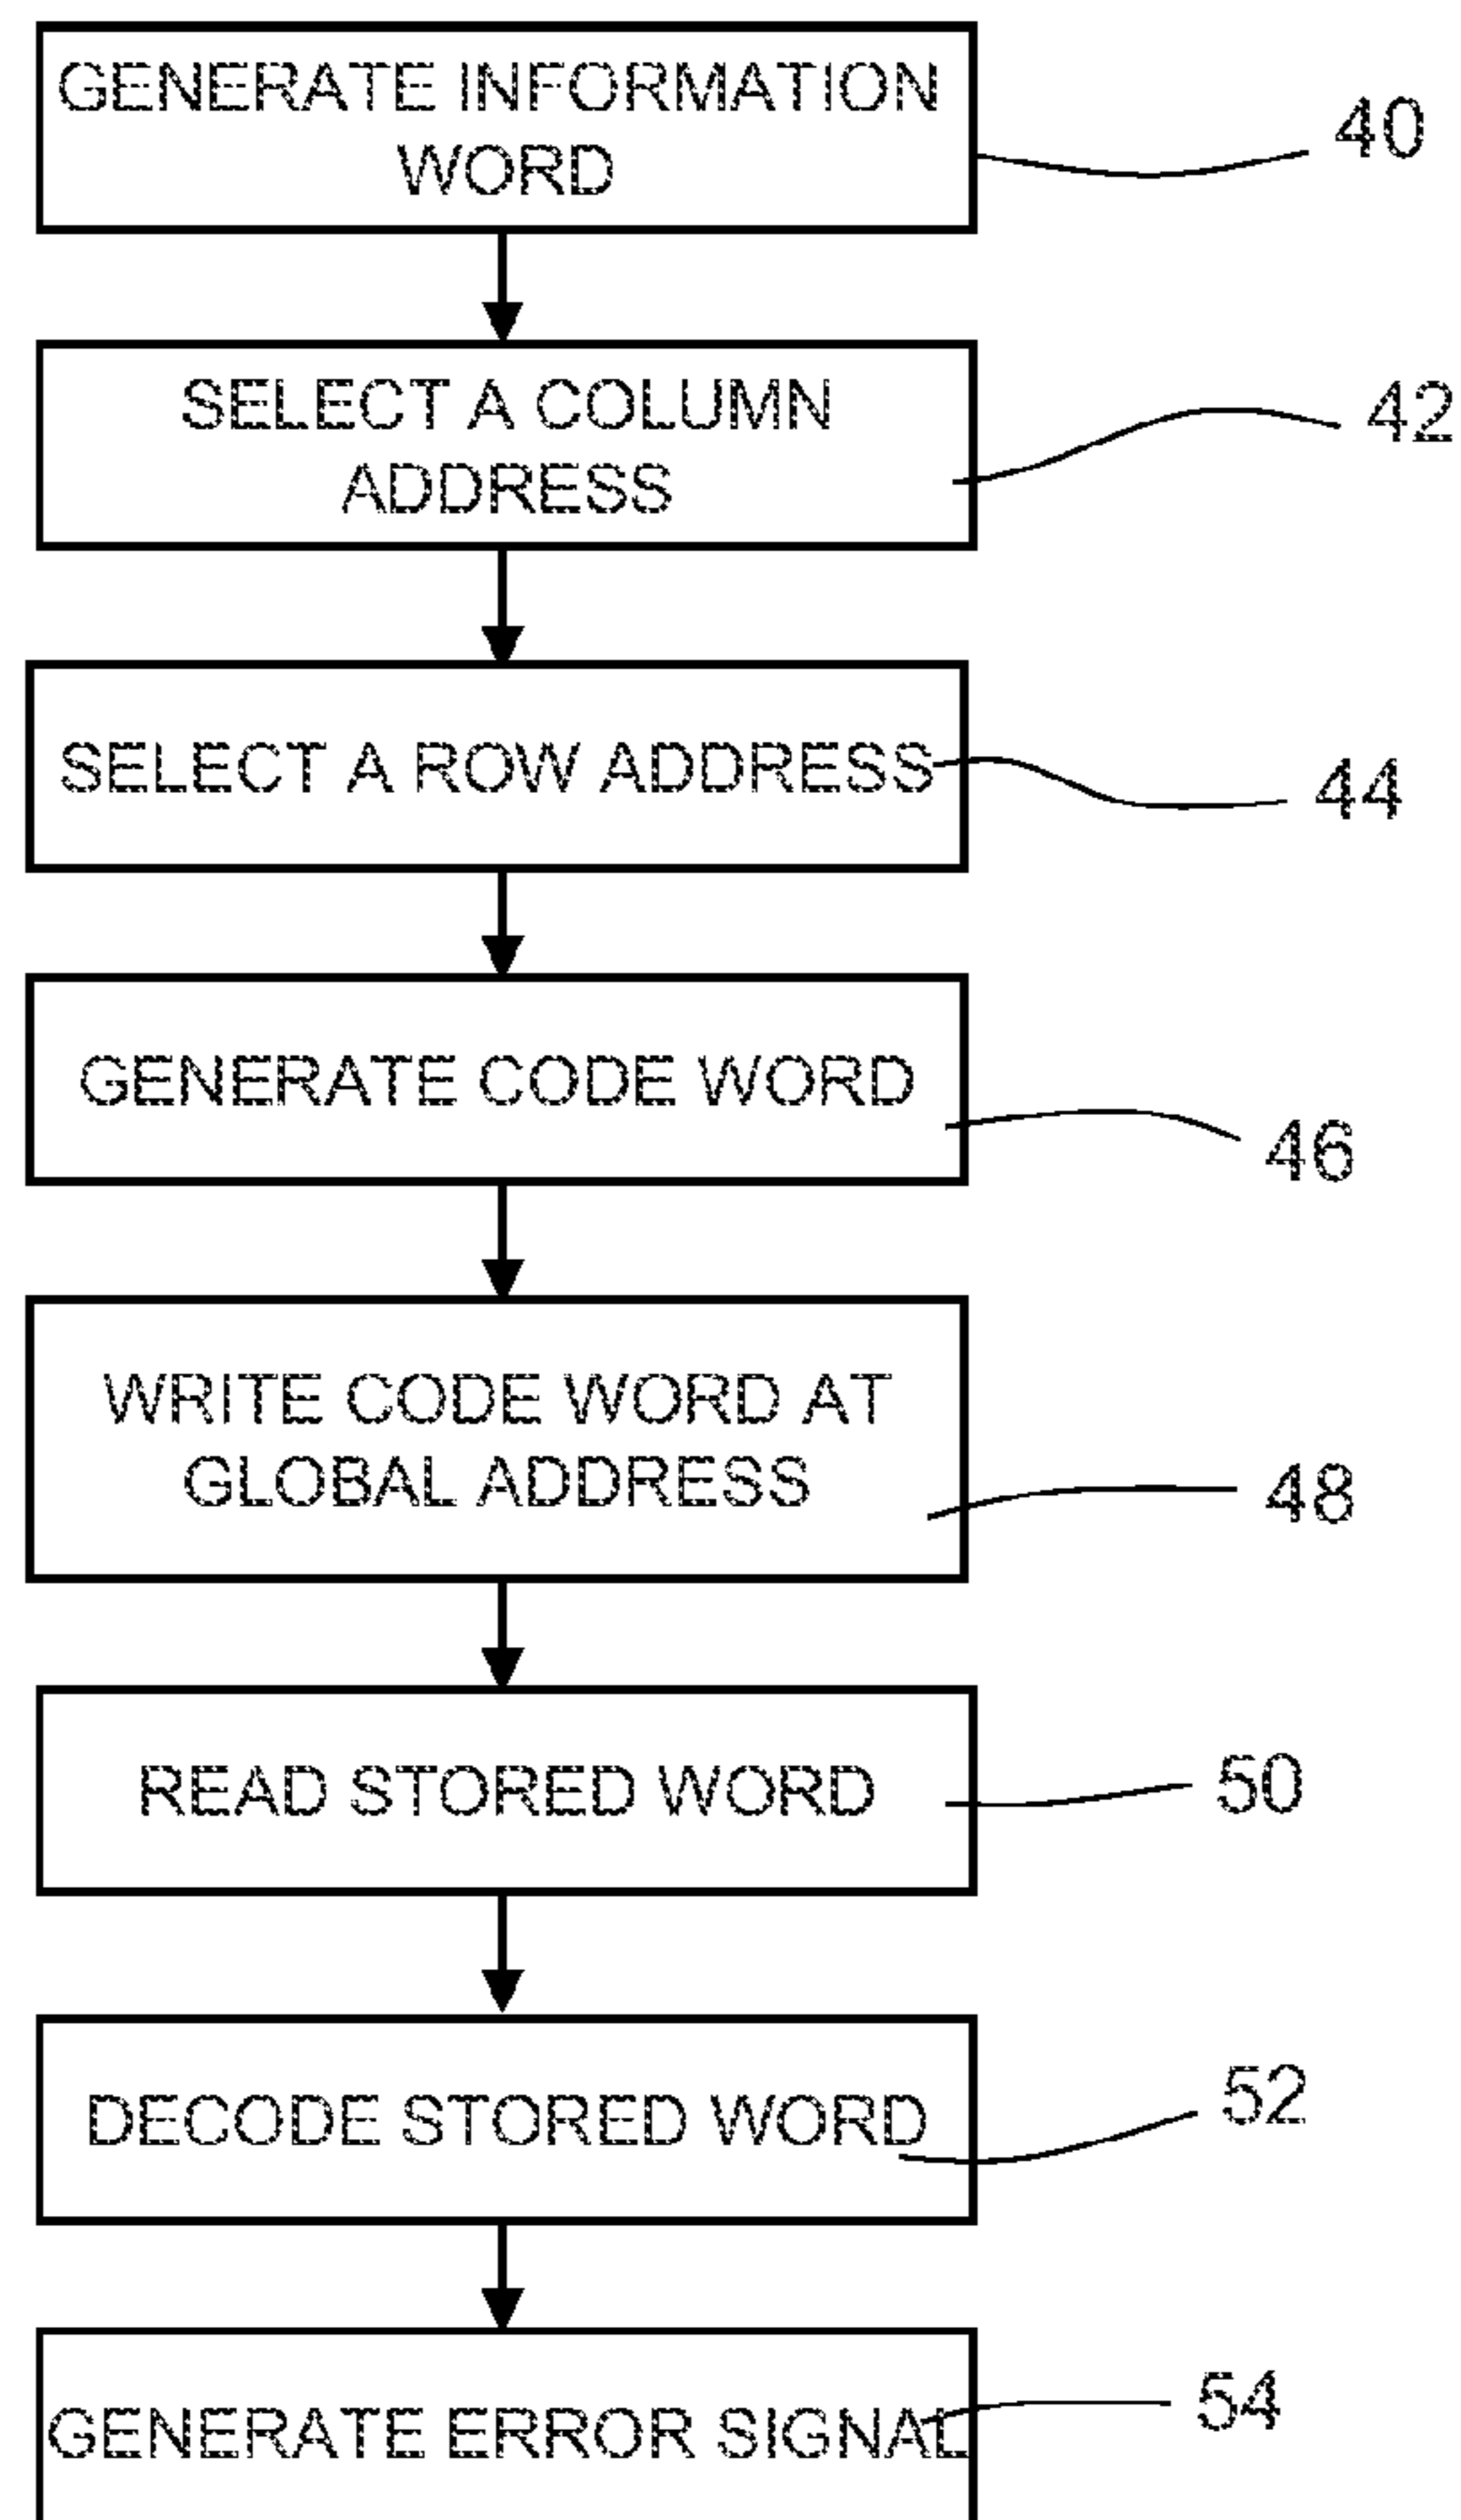 GENERATE INFORMATION
WORD
40
SELECT A COLUMN
ADDRESS
42
SELECT A ROW ADDRESS
44
GENERATE CODE WORD
46
WRITE CODE WORD AT
GLOBAL ADDRESS
48
READ STORED WORD
50
DECODE STORED WORD
52
GENERATE ERROR SIGNAL
54